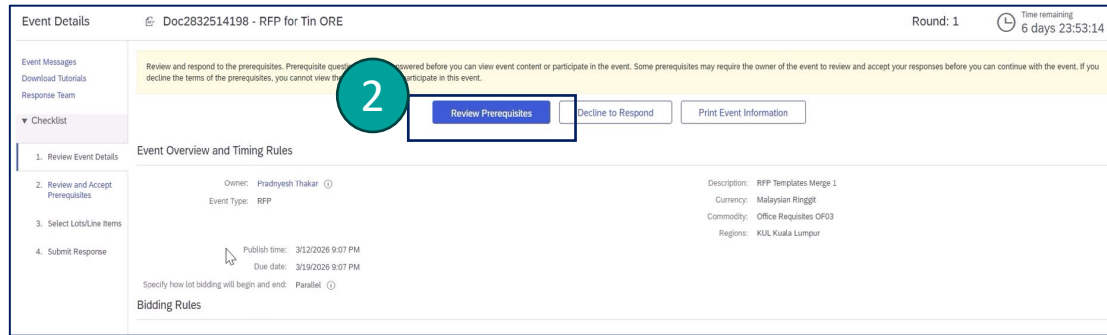 Event Details
Doc2832514198 - RFP for Tin ORE
Round: 1
Time remaining
6 days 23:53:14
Event Messages
Download Tutorials
Response Team
▼ Checklist
1. Review Event Details
2. Review and Accept
Prerequisites
3. Select Lots/Line Items
4. Submit Response
Review and respond to the prerequisites. Prerequisite answered before you can view event content or participate in the event. Some prerequisites may require the owner of the event to review and accept your responses before you can continue with the event. If you
decline the terms of the prerequisites, you cannot view participate in this event.
2
Review Prerequisites
Decline to Respond
Print Event Information
Event Overview and Timing Rules
Owner: Pradnyesh Thakar
Event Type: RFP
Publish time: 3/12/2026 9:07 PM
Due date: 3/19/2026 9:07 PM
Specify how lot bidding will begin and end: Parallel
Description: RFP Templates Merge 1
Currency: Malaysian Ringgit
Commodity: Office Requisites OF03
Regions: KUL Kuala Lumpur
Bidding Rules